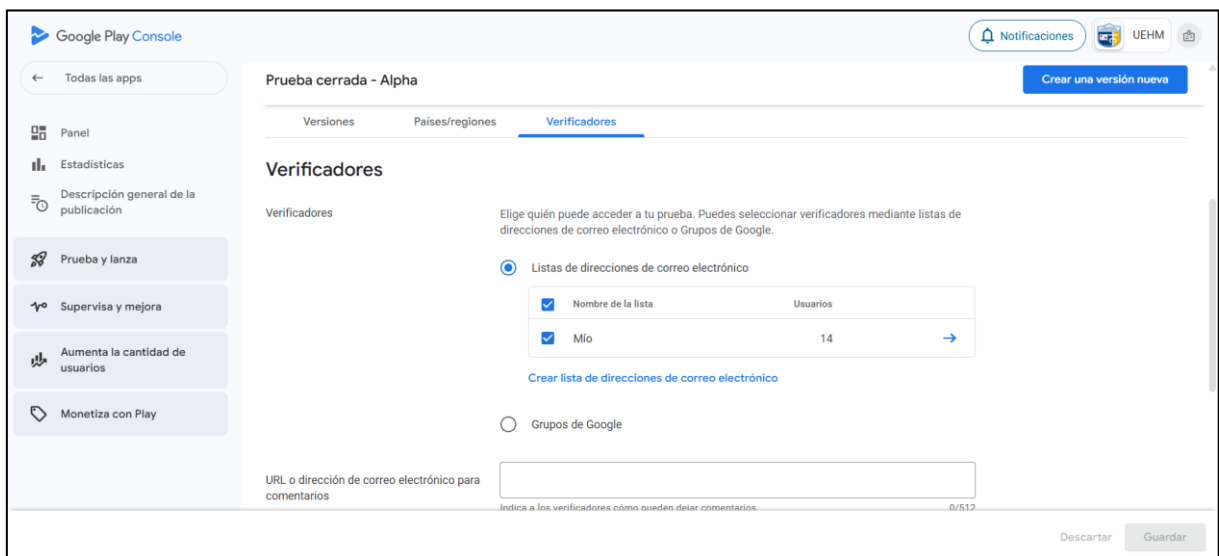 Google Play Console
Notificaciones
UEHM
Todas las apps
Prueba cerrada - Alpha
Crear una versión nueva
Panel
Estadísticas
Descripción general de la
publicación
Prueba y lanza
Supervisa y mejora
Aumenta la cantidad de
usuarios
Monetiza con Play
Versiones
Países/regiones
Verificadores
Verificadores
Verificadores
Elige quién puede acceder a tu prueba. Puedes seleccionar verificadores mediante listas de
direcciones de correo electrónico o Grupos de Google.
Listas de direcciones de correo electrónico
Nombre de la lista
Usuarios
Mío
14
Crear lista de direcciones de correo electrónico
Grupos de Google
URL o dirección de correo electrónico para
comentarios
Indica a los verificadores cómo pueden dejar comentarios
0/512
Descartar
Guardar